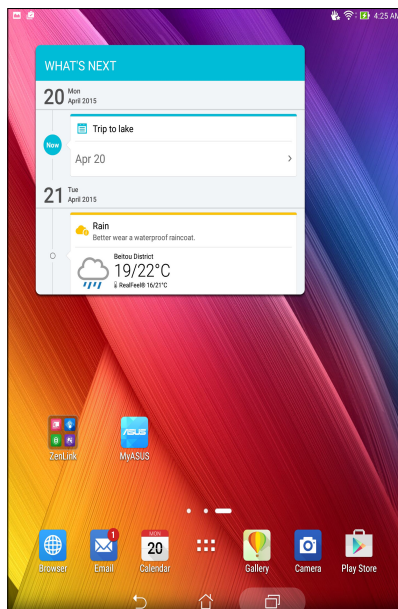 4:25 AM
WHAT'S NEXT
20 Mon
April 2015
Now
Trip to lake
Apr 20
21 Tue
April 2015
Rain
Better wear a waterproof raincoat.
Beitou District
19/22°C
RealFeel® 16/21°C
ZenLink
/ISUS
MyASUS
1
MON
20
Browser
Email
Calendar
Gallery
Camera
Play Store